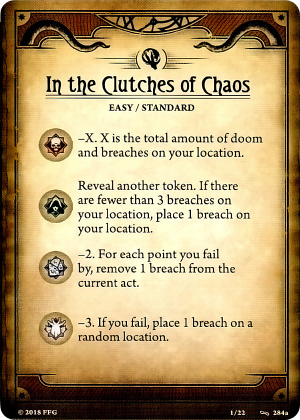 In the Clutches of Chaos
EASY / STANDARD
–X. X is the total amount of doom
and breaches on your location.
Reveal another token. If there
are fewer than 3 breaches on
your location, place 1 breach on
your location.
–2. For each point you fail
by, remove 1 breach from the
current act.
–3. If you fail, place 1 breach on a
random location.
© 2018 FFG
1/22
284a